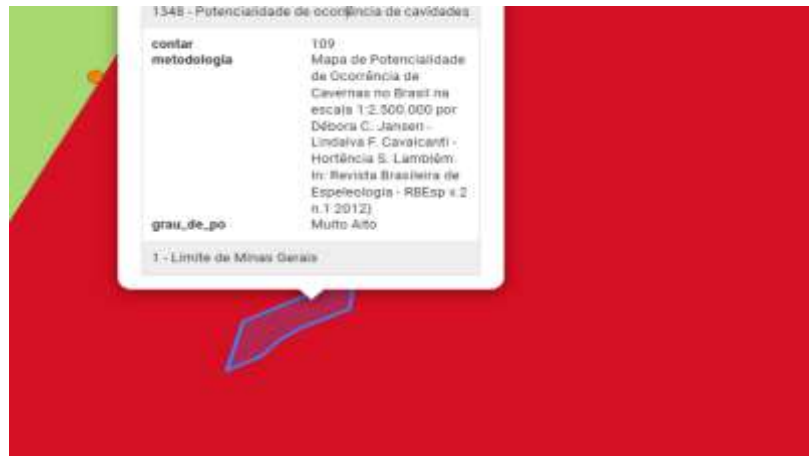 1348 - Potencialidade de ocorrência de cavidades
contar 109
metodologia Mapa de Potencialidade
de Ocorrência de
Cavernas no Brasil na
escala 1:2.500.000 por
Débora C. Jansen -
Lindalva F. Cavalcanti -
Hortência S. Lamblém
In: Revista Brasileira de
Espeleologia - RBEsp v.2
n.1 2012)
grau_de_po Muito Alto
1 - Limite de Minas Gerais